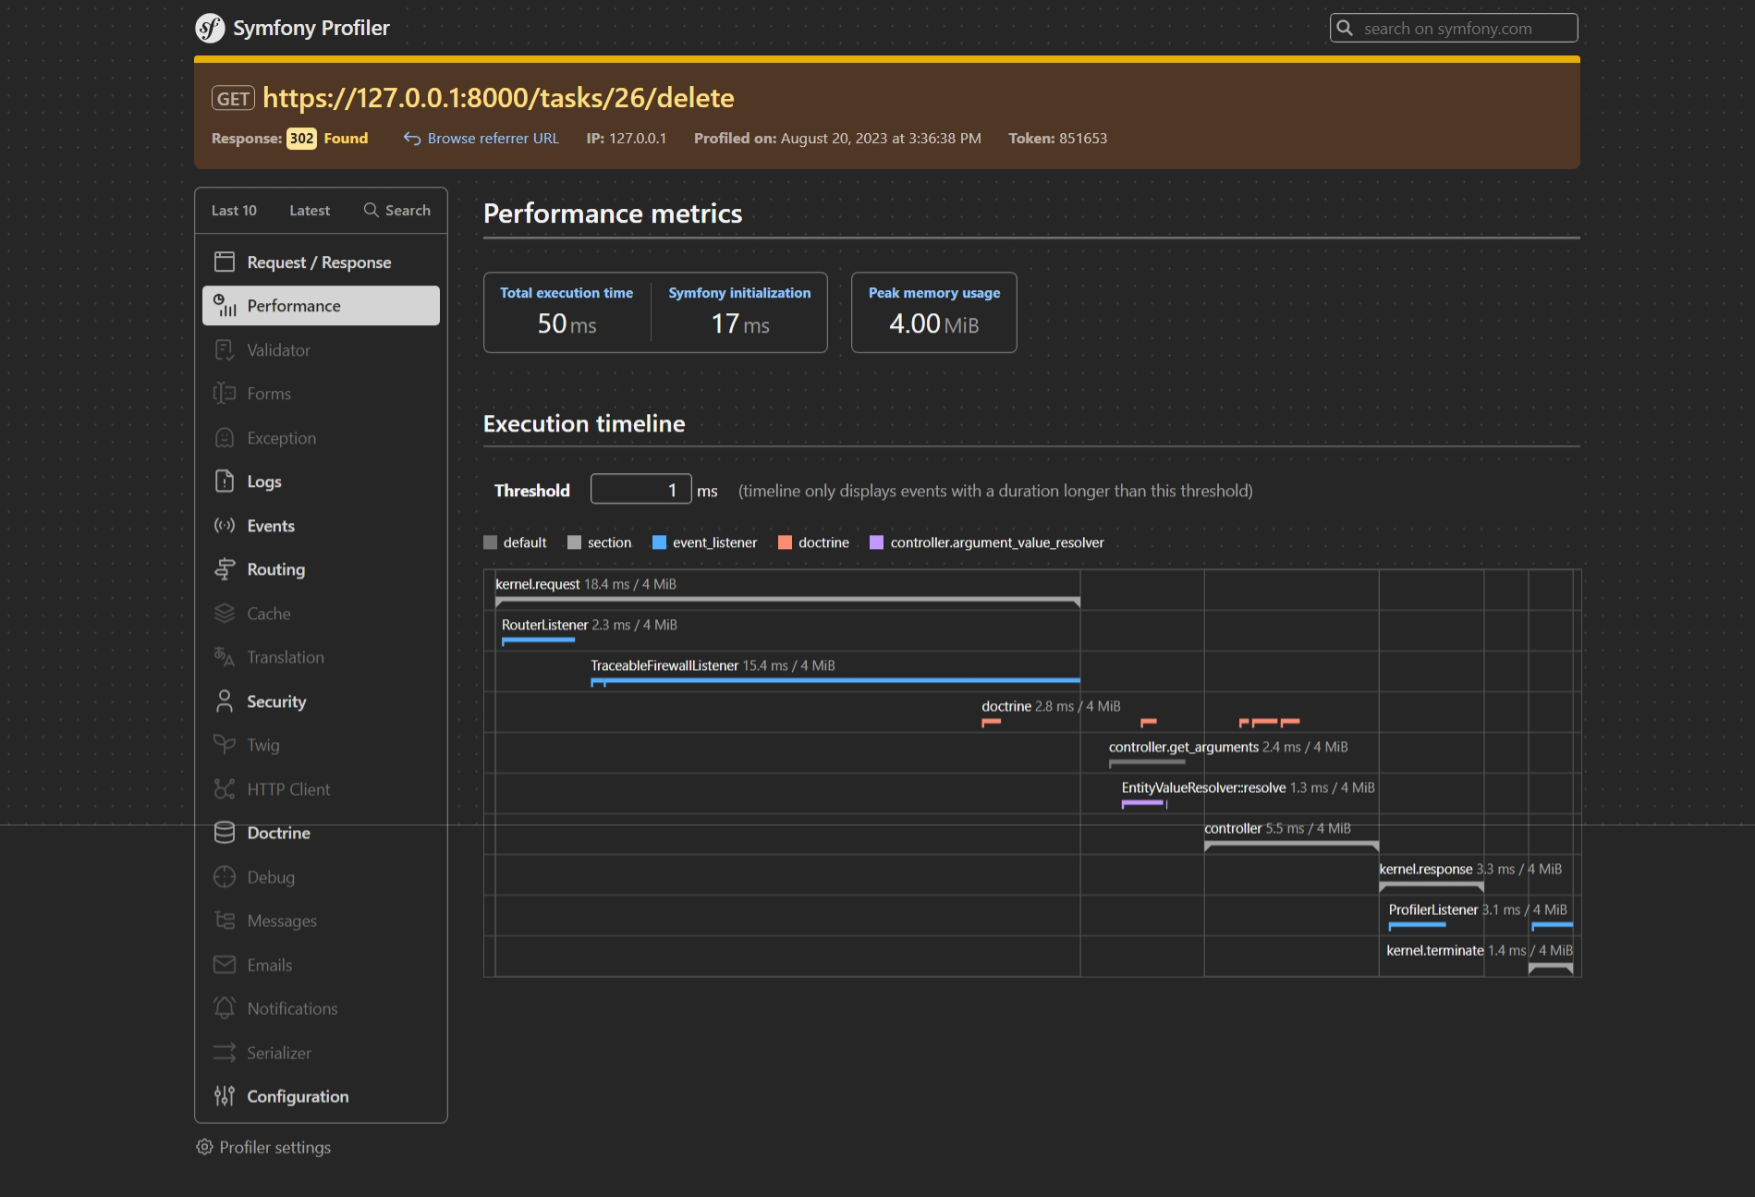 Symfony Profiler
search on symfony.com
GET https://127.0.0.1:8000/tasks/26/delete
Response: 302 Found Browse referrer URL IP: 127.0.0.1 Profiled on: August 20, 2023 at 3:36:38 PM Token: 851653
Last 10 Latest Search
Request / Response
Performance
Validator
Forms
Exception
Logs
Events
Routing
Cache
Translation
Security
Twig
HTTP Client
Doctrine
Debug
Messages
Emails
Notifications
Serializer
Configuration
Profiler settings
Performance metrics
Total execution time Symfony initialization Peak memory usage
50 ms 17 ms 4.00 MiB
Execution timeline
Threshold 1 ms (timeline only displays events with a duration longer than this threshold)
default section event_listener doctrine controller.argument_value_resolver
kernel.request 18.4 ms / 4 MiB
RouterListener 2.3 ms / 4 MiB
TraceableFirewallListener 15.4 ms / 4 MiB
doctrine 2.8 ms / 4 MiB
controller.get_arguments 2.4 ms / 4 MiB
EntityValueResolver::resolve 1.3 ms / 4 MiB
controller 5.5 ms / 4 MiB
kernel.response 3.3 ms / 4 MiB
ProfilerListener 3.1 ms / 4 MiB
kernel.terminate 1.4 ms / 4 MiB